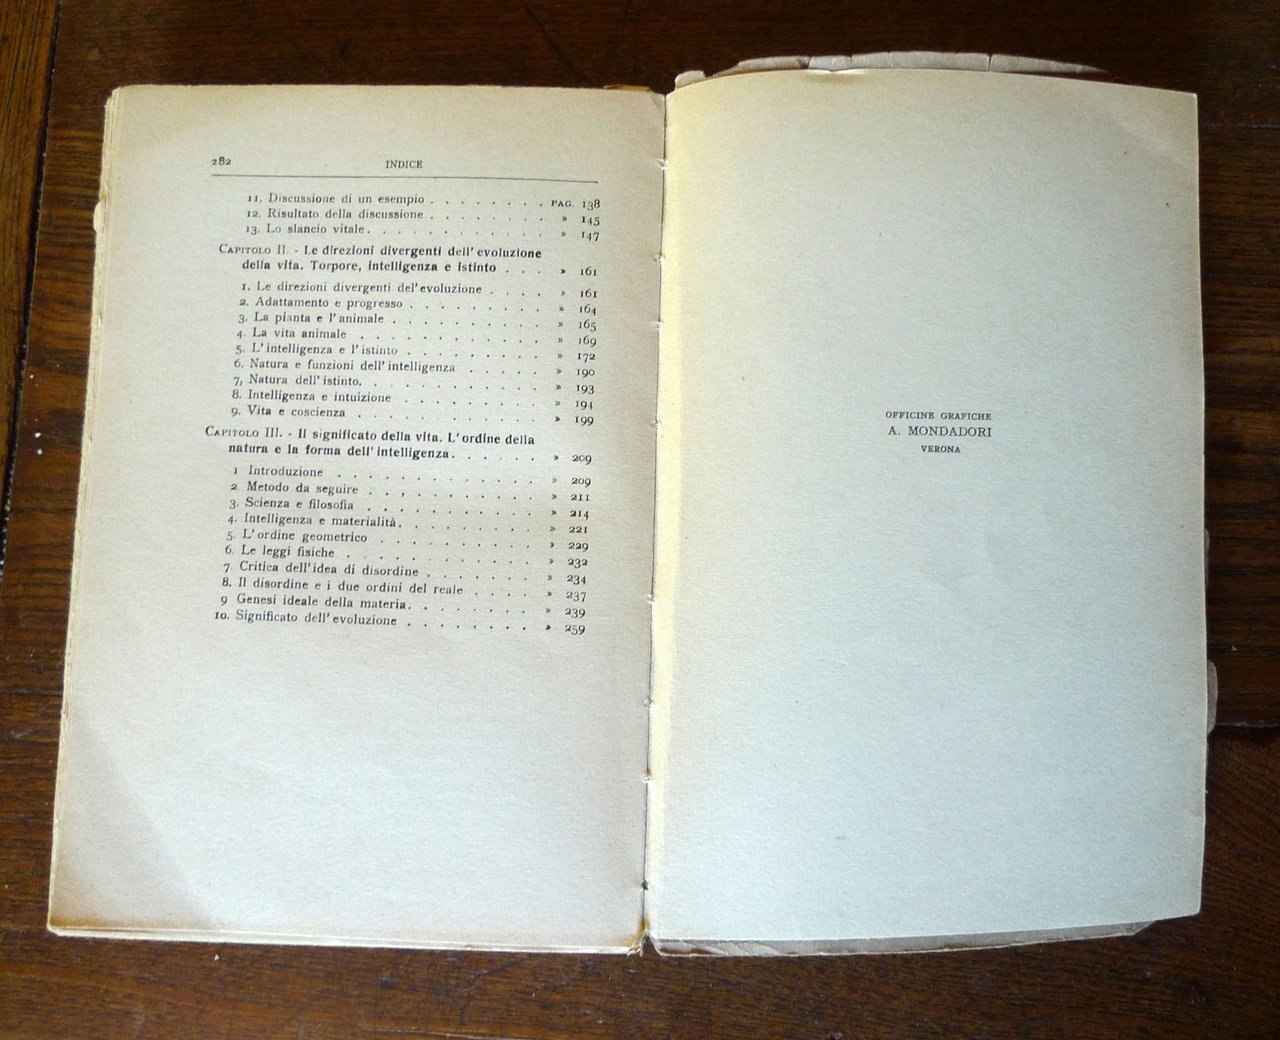 282
INDICE
11. Discussione di un esempio . . . . . . . . PAG. 138
12. Risultato della discussione . . . . . . . » 145
13. Lo slancio vitale. . . . . . . . . . . » 147
CAPITOLO II. - Le direzioni divergenti dell'evoluzione
della vita. Torpore, intelligenza e istinto . . . » 161
1. Le direzioni divergenti del'evoluzione . . . . » 161
2. Adattamento e progresso . . . . . . . . » 164
3. La pianta e l'animale . . . . . . . . . » 165
4. La vita animale . . . . . . . . . . . » 169
5. L'intelligenza e l'istinto . . . . . . . . » 172
6. Natura e funzioni dell'intelligenza . . . . . » 190
7, Natura dell'istinto. . . . . . . . . . » 193
8. Intelligenza e intuizione . . . . . . . . » 194
9. Vita e coscienza . . . . . . . . . . . » 199
CAPITOLO III. - Il significato della vita. L'ordine della
natura e la forma dell'intelligenza. . . . . . » 209
1 Introduzione . . . . . . . . . . . . » 209
2 Metodo da seguire . . . . . . . . . . » 211
3. Scienza e filosofia . . . . . . . . . . » 214
4. Intelligenza e materialità. . . . . . . . » 221
5. L'ordine geometrico . . . . . . . . . » 229
6. Le leggi fisiche . . . . . . . . . . . » 232
7 Critica dell'idea di disordine . . . . . . . » 234
8. Il disordine e i due ordini del reale . . . . . » 237
9 Genesi ideale della materia. . . . . . . . » 239
10. Significato dell'evoluzione . . . . . . . . » 259
OFFICINE GRAFICHE
A. MONDADORI
VERONA